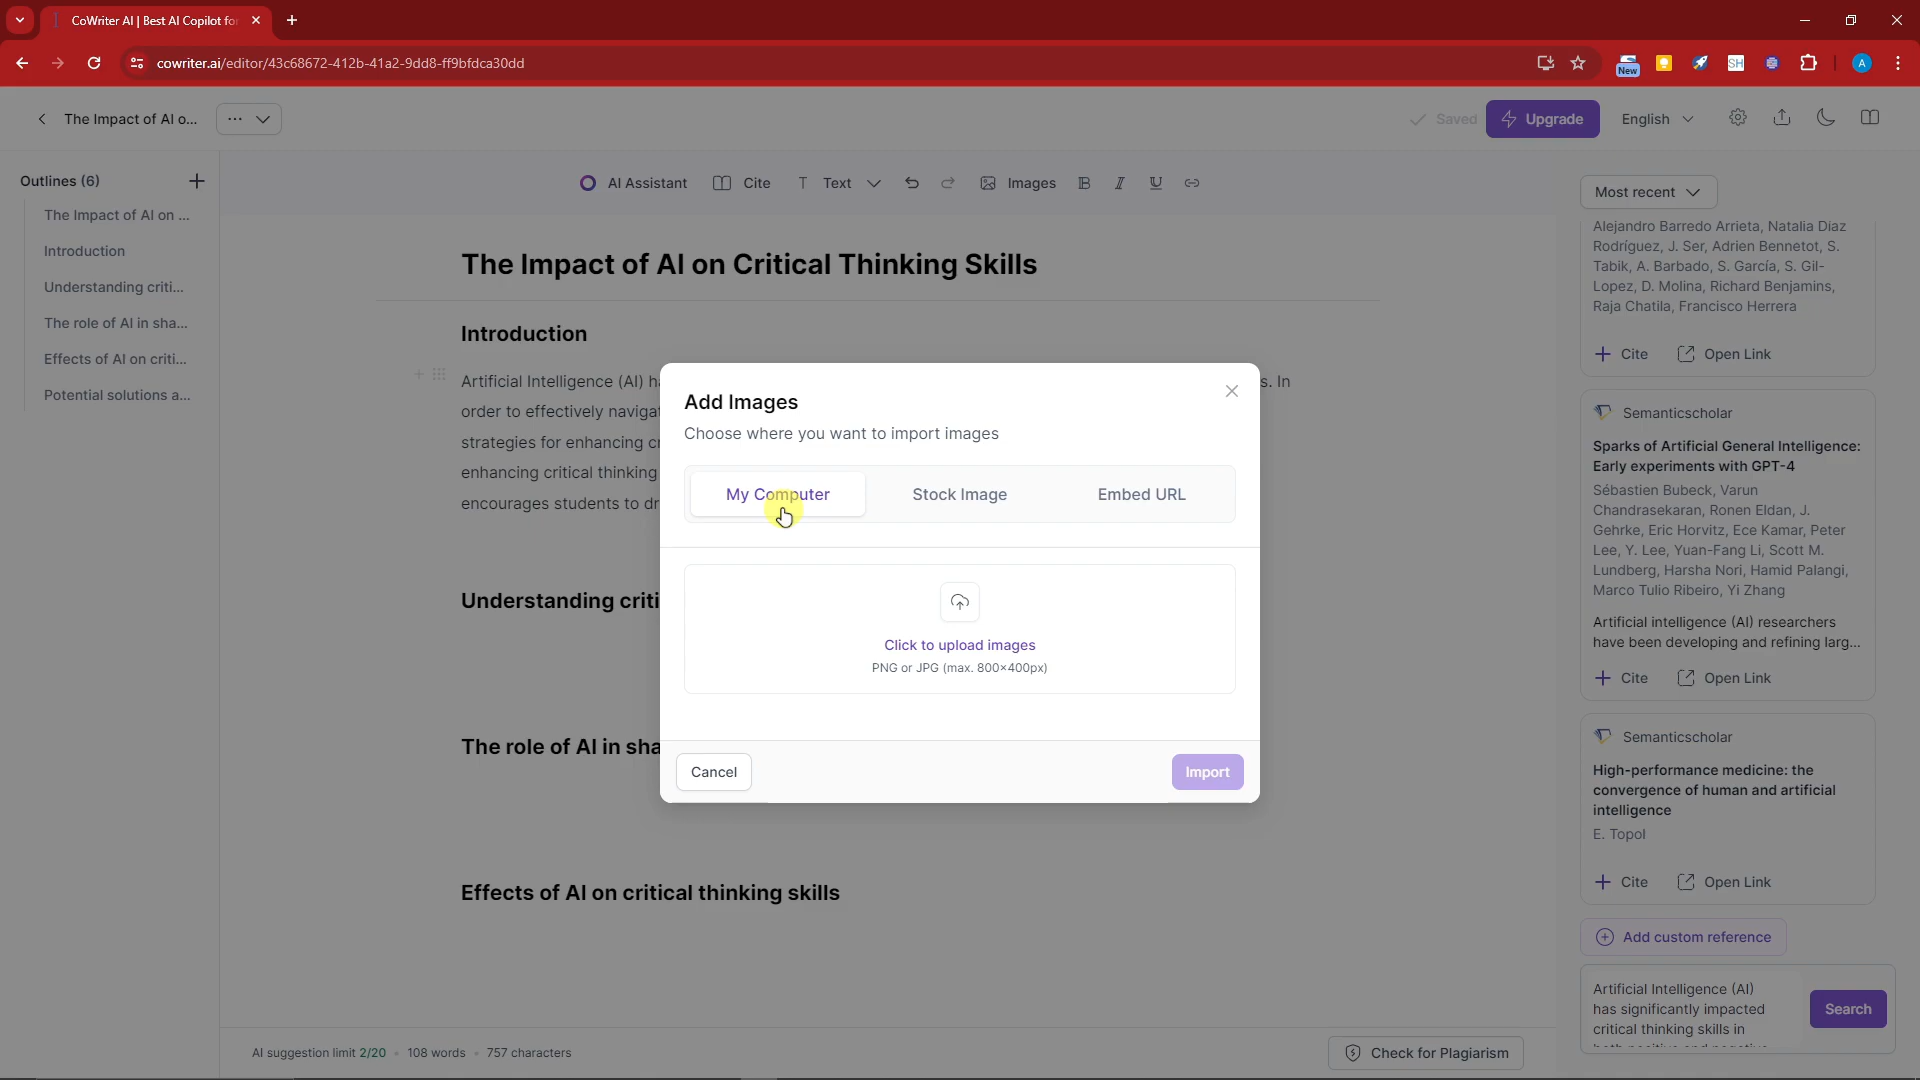 CoWriter AI | Best AI Copilot fo
cowriter.ai/editor/43c68672-412b-41a2-9dd8-ff9bfdca30dd
New
SH
A
The Impact of AI o...
Saved
Upgrade
English
Outlines (6)
The Impact of AI on ...
Introduction
Understanding criti...
The role of AI in sha...
Effects of AI on criti...
Potential solutions a...
AI Assistant
Cite
T Text
Images
B
I
U
The Impact of AI on Critical Thinking Skills
Introduction
Artificial Intelligence (AI) ha
s. In
order to effectively navigat
strategies for enhancing cr
enhancing critical thinking
encourages students to dr
Understanding criti
The role of AI in sha
Effects of AI on critical thinking skills
Add Images
Choose where you want to import images
My Computer
Stock Image
Embed URL
Click to upload images
PNG or JPG (max. 800×400px)
Cancel
Import
Most recent
Alejandro Barredo Arrieta, Natalia Díaz
Rodríguez, J. Ser, Adrien Bennetot, S.
Tabik, A. Barbado, S. García, S. Gil-
Lopez, D. Molina, Richard Benjamins,
Raja Chatila, Francisco Herrera
Cite
Open Link
Semanticscholar
Sparks of Artificial General Intelligence:
Early experiments with GPT-4
Sébastien Bubeck, Varun
Chandrasekaran, Ronen Eldan, J.
Gehrke, Eric Horvitz, Ece Kamar, Peter
Lee, Y. Lee, Yuan-Fang Li, Scott M.
Lundberg, Harsha Nori, Hamid Palangi,
Marco Tulio Ribeiro, Yi Zhang
Artificial intelligence (AI) researchers
have been developing and refining larg...
Cite
Open Link
Semanticscholar
High-performance medicine: the
convergence of human and artificial
intelligence
E. Topol
Cite
Open Link
Add custom reference
Artificial Intelligence (AI)
has significantly impacted
critical thinking skills in
Search
AI suggestion limit 2/20 • 108 words • 757 characters
Check for Plagiarism